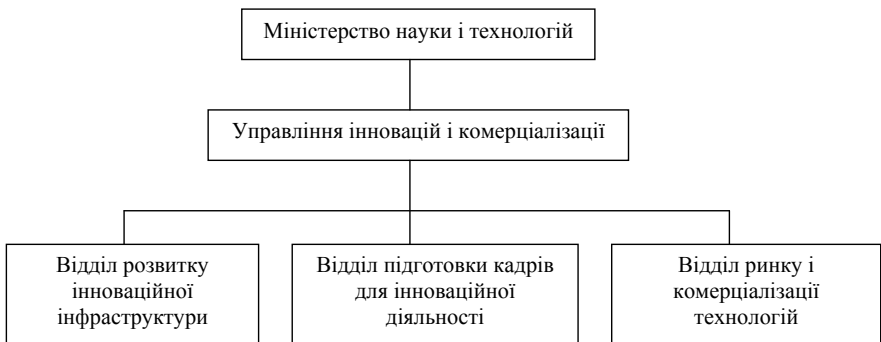 Міністерство науки і технологій
Управління інновацій і комерціалізації
Відділ розвитку
інноваційної
інфраструктури
Відділ підготовки кадрів
для інноваційної
діяльності
Відділ ринку і
комерціалізації
технологій